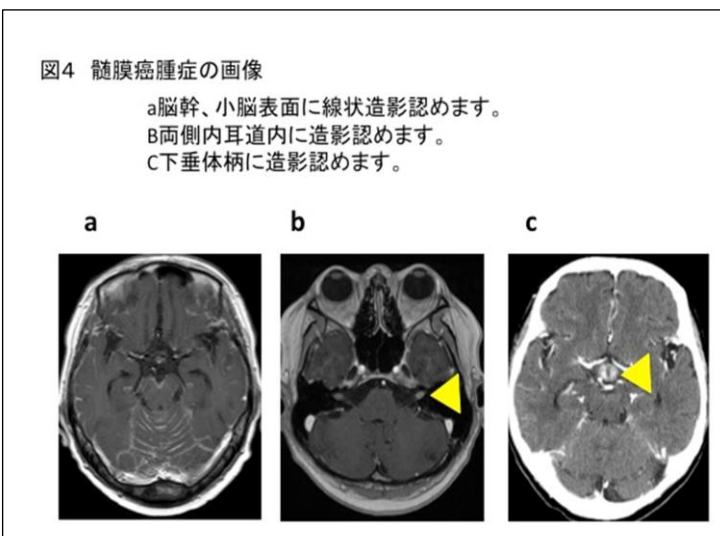 図4 髄膜癌腫症の画像
a脳幹、小脳表面に線状造影認めます。
B両側内耳道内に造影認めます。
C下垂体柄に造影認めます。
a b c